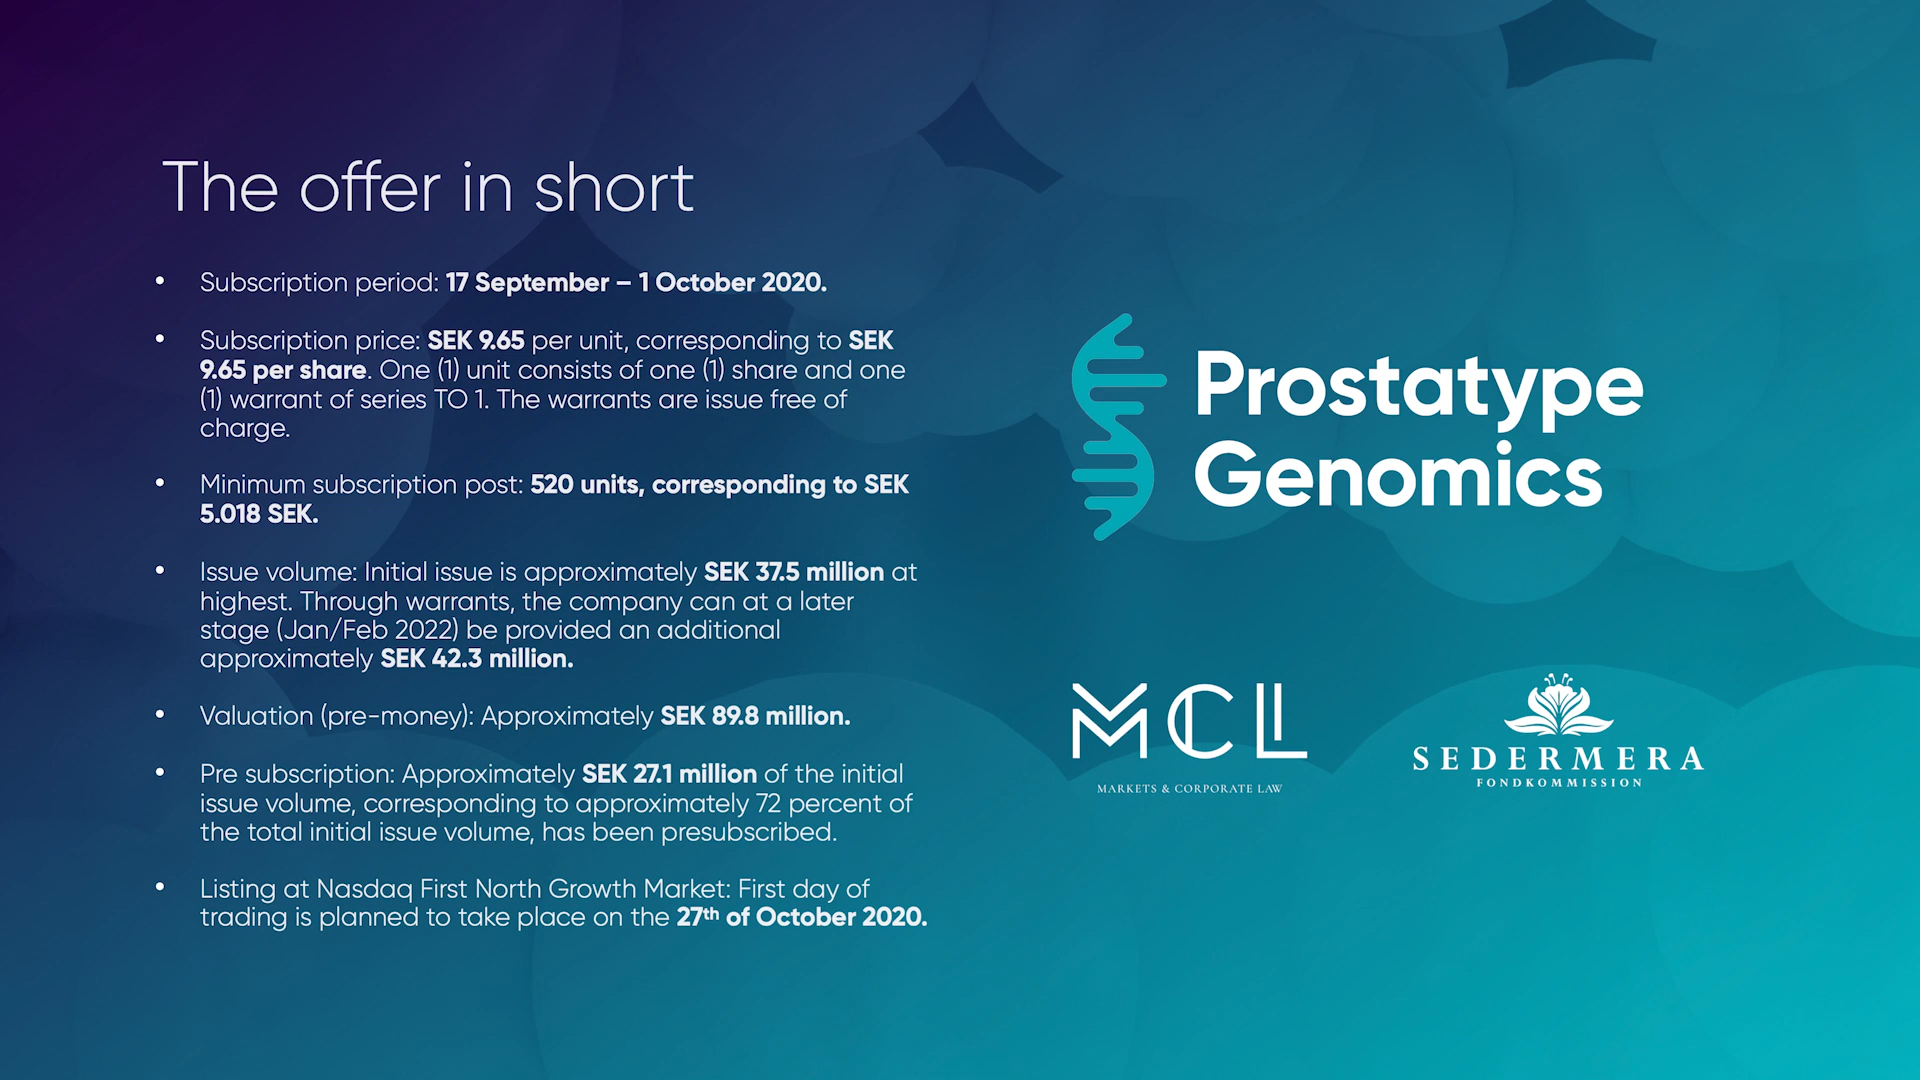 The offer in short
• Subscription period: 17 September – 1 October 2020.
• Subscription price: SEK 9.65 per unit, corresponding to SEK
9.65 per share. One (1) unit consists of one (1) share and one
(1) warrant of series TO 1. The warrants are issue free of
charge.
• Minimum subscription post: 520 units, corresponding to SEK
5.018 SEK.
• Issue volume: Initial issue is approximately SEK 37.5 million at
highest. Through warrants, the company can at a later
stage (Jan/Feb 2022) be provided an additional
approximately SEK 42.3 million.
• Valuation (pre-money): Approximately SEK 89.8 million.
• Pre subscription: Approximately SEK 27.1 million of the initial
issue volume, corresponding to approximately 72 percent of
the total initial issue volume, has been presubscribed.
• Listing at Nasdaq First North Growth Market: First day of
trading is planned to take place on the 27th of October 2020.
Prostatype
Genomics
MCL
MARKETS & CORPORATE LAW
SEDERMERA
FONDKOMMISSION